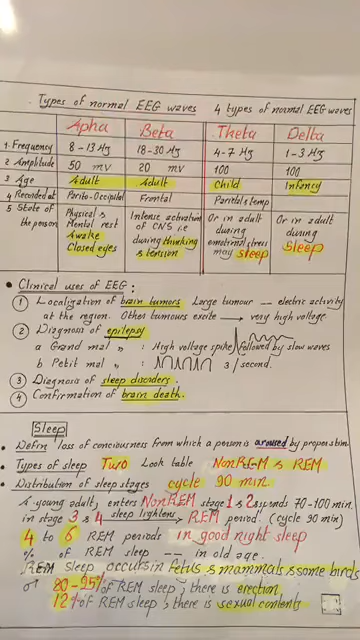 Types of normal EEG waves 4 types of normal EEG waves
Apha Beta Theta Delta
1. Frequency 8 - 13 Hz 18-30 Hz 4-7 Hz 1-3 Hz
2 Amplitude 50 mv 20 mv 100 100
3 Age Adult Adult Child Infancy
4 Recorded at Parito-Occipital Frontal Parietal & temp
5 State of the person Physical & Mental rest Awake Closed eyes Intense activation of CNS i.e during thinking & tension Or in adult during emotional stress may sleep Or in adult during Sleep
• Clinical uses of EEG :
① Localization of brain tumors Large tumour — electric activity
at the region. Other tumours excite → very high voltage.
② Diagnosis of epilepsy
a Grand mal " : High voltage spike followed by slow waves
b Petit mal " : 3 / second.
③ Diagnosis of sleep disorders.
④ Confirmation of brain death.
Sleep
• Defin loss of conciousness from which a person is aroused by proper stim
• Types of sleep Two Look table NonREM & REM
• Distribution of sleep stages cycle 90 min.
A young adult, enters NonREM stage 1 & 2 spends 70-100 min.
in stage 3 & 4 sleep lightens → REM period. (cycle 90 min)
4 to 6 REM periods in good night sleep
% of REM sleep -- in old age.
REM sleep occurs in fetus & mammals & some birds
80-95% of REM sleep, there is erection
12% of REM sleep, there is sexual contents